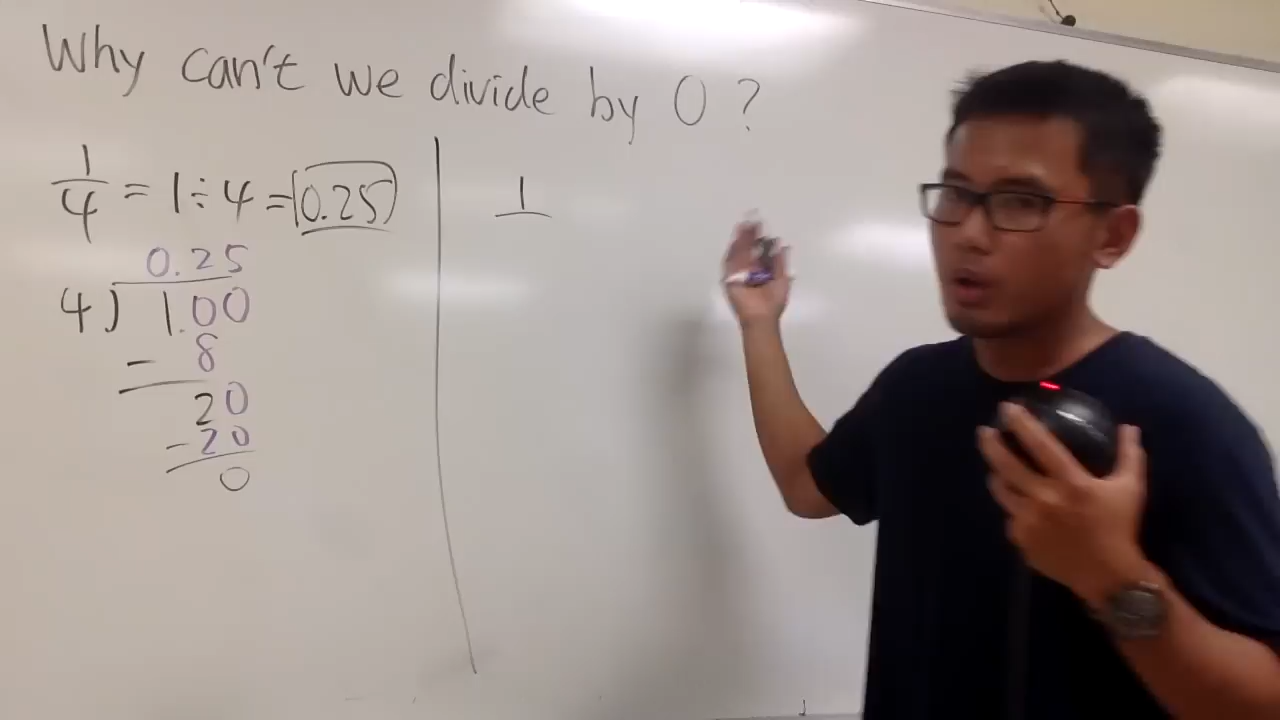 Why can't we divide by 0 ?
1/4 = 1 ÷ 4 = 0.25
0.25
4 ) 1.00
- 8
20
- 20
0
1